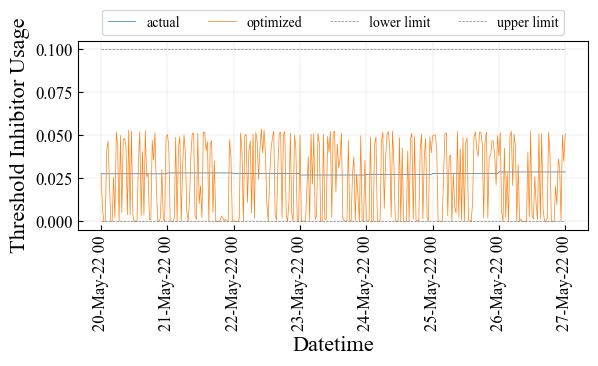 actual optimized lower limit upper limit
Threshold Inhibitor Usage
0.100
0.075
0.050
0.025
0.000
20-May-22 00
21-May-22 00
22-May-22 00
23-May-22 00
24-May-22 00
25-May-22 00
26-May-22 00
27-May-22 00
Datetime